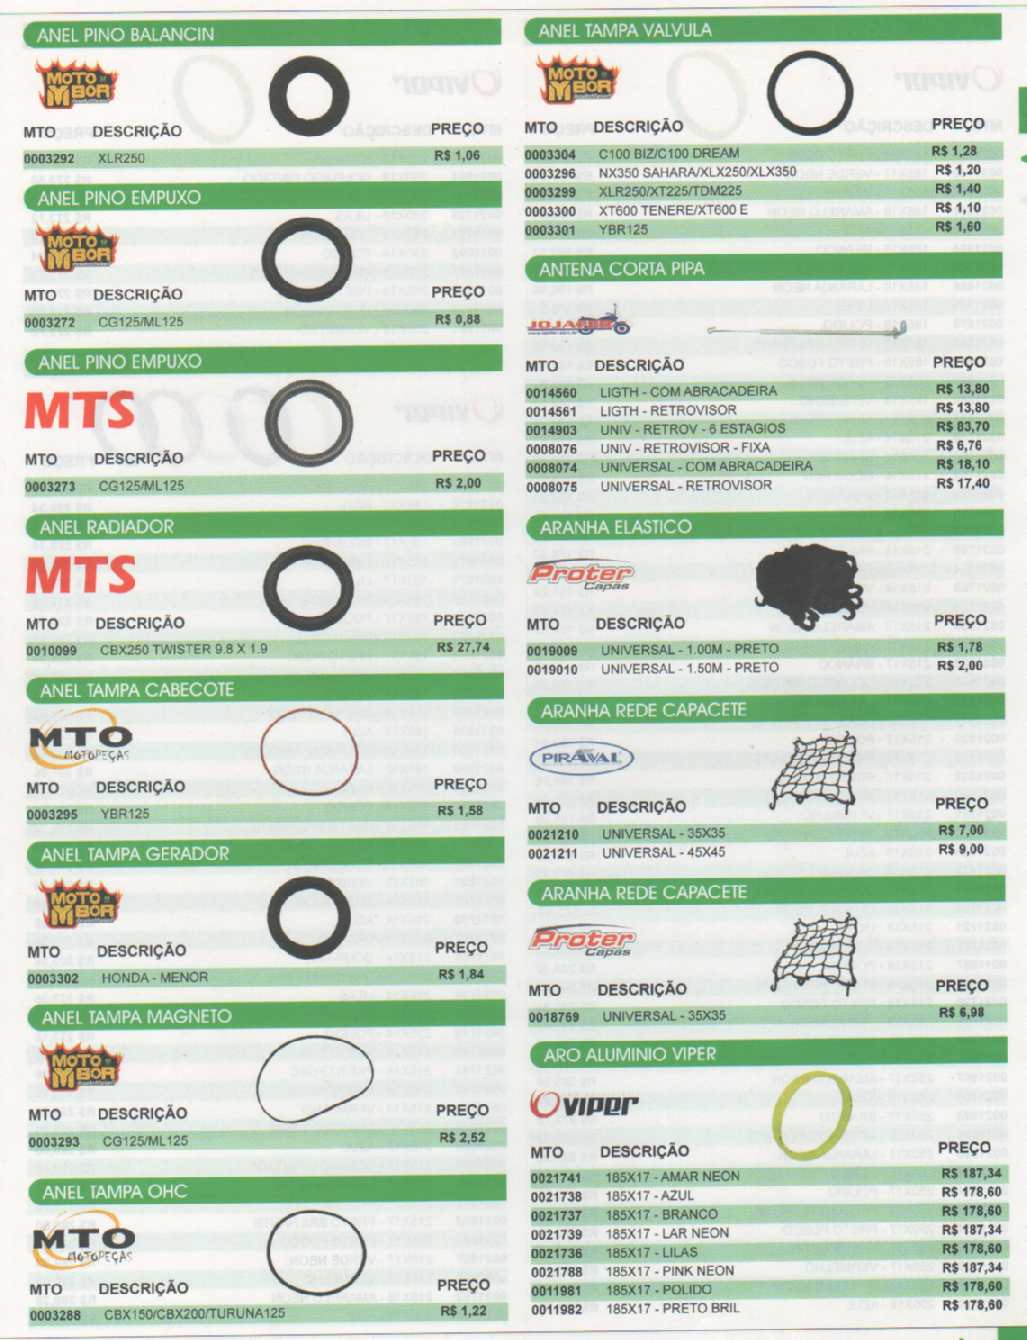 ANEL PINO BALANCIN
MOTO BOR
MTO DESCRIÇÃO PREÇO
0003292 XLR250 R$ 1,06
ANEL PINO EMPUXO
MOTO BOR
MTO DESCRIÇÃO PREÇO
0003272 CG125/ML125 R$ 0,88
ANEL PINO EMPUXO
MTS
MTO DESCRIÇÃO PREÇO
0003273 CG125/ML125 R$ 2,00
ANEL RADIADOR
MTS
MTO DESCRIÇÃO PREÇO
0010099 CBX250 TWISTER 9.8 X 1.9 R$ 27,74
ANEL TAMPA CABECOTE
MTO
MOTOPEÇAS
MTO DESCRIÇÃO PREÇO
0003295 YBR125 R$ 1,58
ANEL TAMPA GERADOR
MOTO BOR
MTO DESCRIÇÃO PREÇO
0003302 HONDA - MENOR R$ 1,84
ANEL TAMPA MAGNETO
MOTO BOR
MTO DESCRIÇÃO PREÇO
0003293 CG125/ML125 R$ 2,52
ANEL TAMPA OHC
MTO
MOTOPEÇAS
MTO DESCRIÇÃO PREÇO
0003288 CBX150/CBX200/TURUNA125 R$ 1,22
ANEL TAMPA VALVULA
MOTO BOR
MTO DESCRIÇÃO PREÇO
0003304 C100 BIZ/C100 DREAM R$ 1,28
0003296 NX350 SAHARA/XLX250/XLX350 R$ 1,20
0003299 XLR250/XT225/TDM225 R$ 1,40
0003300 XT600 TENERE/XT600 E R$ 1,10
0003301 YBR125 R$ 1,60
ANTENA CORTA PIPA
JOJAFER
MTO DESCRIÇÃO PREÇO
0014560 LIGTH - COM ABRACADEIRA R$ 13,80
0014561 LIGTH - RETROVISOR R$ 13,80
0014903 UNIV - RETROV - 6 ESTAGIOS R$ 83,70
0008076 UNIV - RETROVISOR - FIXA R$ 6,76
0008074 UNIVERSAL - COM ABRACADEIRA R$ 18,10
0008075 UNIVERSAL - RETROVISOR R$ 17,40
ARANHA ELASTICO
Proter
Capas
MTO DESCRIÇÃO PREÇO
0019009 UNIVERSAL - 1.00M - PRETO R$ 1,78
0019010 UNIVERSAL - 1.50M - PRETO R$ 2,00
ARANHA REDE CAPACETE
PIRAVAL
MTO DESCRIÇÃO PREÇO
0021210 UNIVERSAL - 35X35 R$ 7,00
0021211 UNIVERSAL - 45X45 R$ 9,00
ARANHA REDE CAPACETE
Proter
Capas
MTO DESCRIÇÃO PREÇO
0018769 UNIVERSAL - 35X35 R$ 6,98
ARO ALUMINIO VIPER
VIPER
MTO DESCRIÇÃO PREÇO
0021741 185X17 - AMAR NEON R$ 187,34
0021738 185X17 - AZUL R$ 178,60
0021737 185X17 - BRANCO R$ 178,60
0021739 185X17 - LAR NEON R$ 187,34
0021736 185X17 - LILAS R$ 178,60
0021788 185X17 - PINK NEON R$ 187,34
0011981 185X17 - POLIDO R$ 178,60
0011982 185X17 - PRETO BRIL R$ 178,60